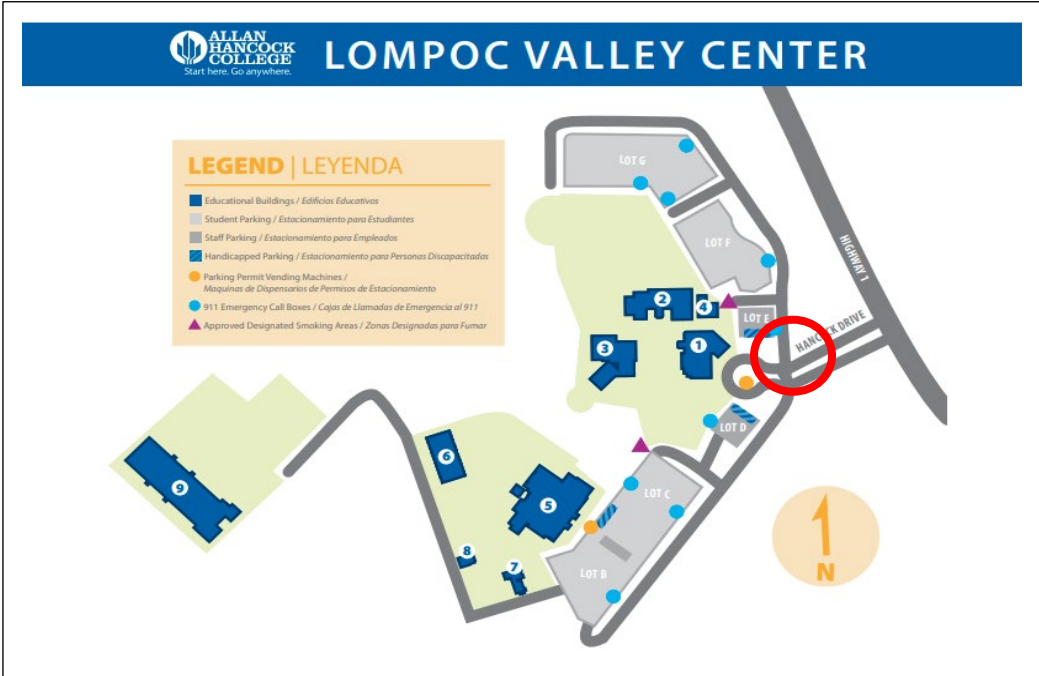 ALLAN
HANCOCK
COLLEGE
Start here. Go anywhere.
LOMPOC VALLEY CENTER
LEGEND | LEYENDA
Educational Buildings / Edificios Educativos
Student Parking / Estacionamiento para Estudiantes
Staff Parking / Estacionamiento para Empleados
Handicapped Parking / Estacionamiento para Personas Discapacitadas
Parking Permit Vending Machines /
Maquinas de Dispensarios de Permisos de Estacionamiento
911 Emergency Call Boxes / Cajas de Llamadas de Emergencia al 911
Approved Designated Smoking Areas / Zonas Designadas para Fumar
LOT G
LOT F
HIGHWAY 1
2
4
LOT E
HANCOCK DRIVE
3
1
LOT D
6
9
5
LOT C
8
7
LOT B
N